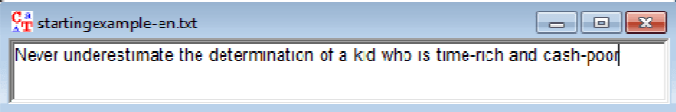 startingexample-en.txt
Never underestimate the determination of a kid who is time-rich and cash-poor